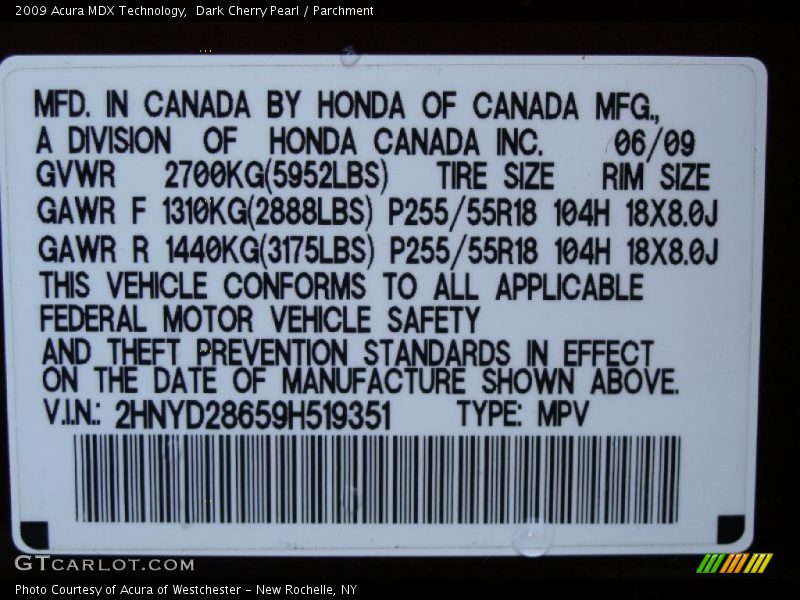 2009 Acura MDX Technology, Dark Cherry Pearl / Parchment
MFD. IN CANADA BY HONDA OF CANADA MFG.,
A DIVISION OF HONDA CANADA INC. 06/09
GVWR 2700KG(5952LBS) TIRE SIZE RIM SIZE
GAWR F 1310KG(2888LBS) P255/55R18 104H 18X8.0J
GAWR R 1440KG(3175LBS) P255/55R18 104H 18X8.0J
THIS VEHICLE CONFORMS TO ALL APPLICABLE
FEDERAL MOTOR VEHICLE SAFETY
AND THEFT PREVENTION STANDARDS IN EFFECT
ON THE DATE OF MANUFACTURE SHOWN ABOVE.
V.I.N.: 2HNYD28659H519351 TYPE: MPV
GTCARLOT.COM
Photo Courtesy of Acura of Westchester - New Rochelle, NY